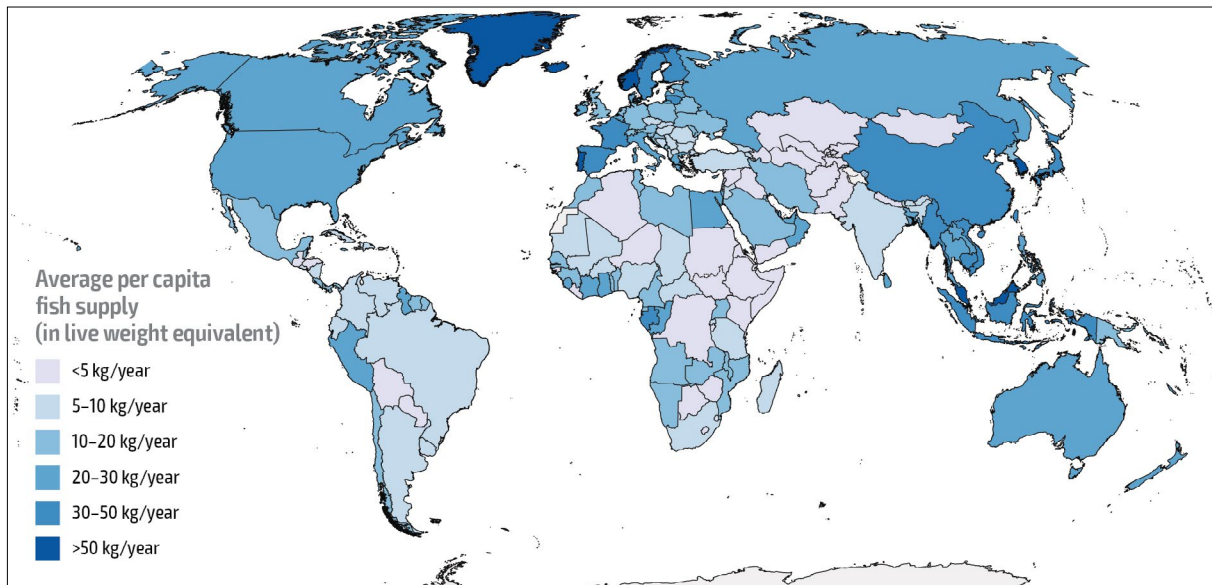 Average per capita
fish supply
(in live weight equivalent)
<5 kg/year
5–10 kg/year
10–20 kg/year
20–30 kg/year
30–50 kg/year
>50 kg/year